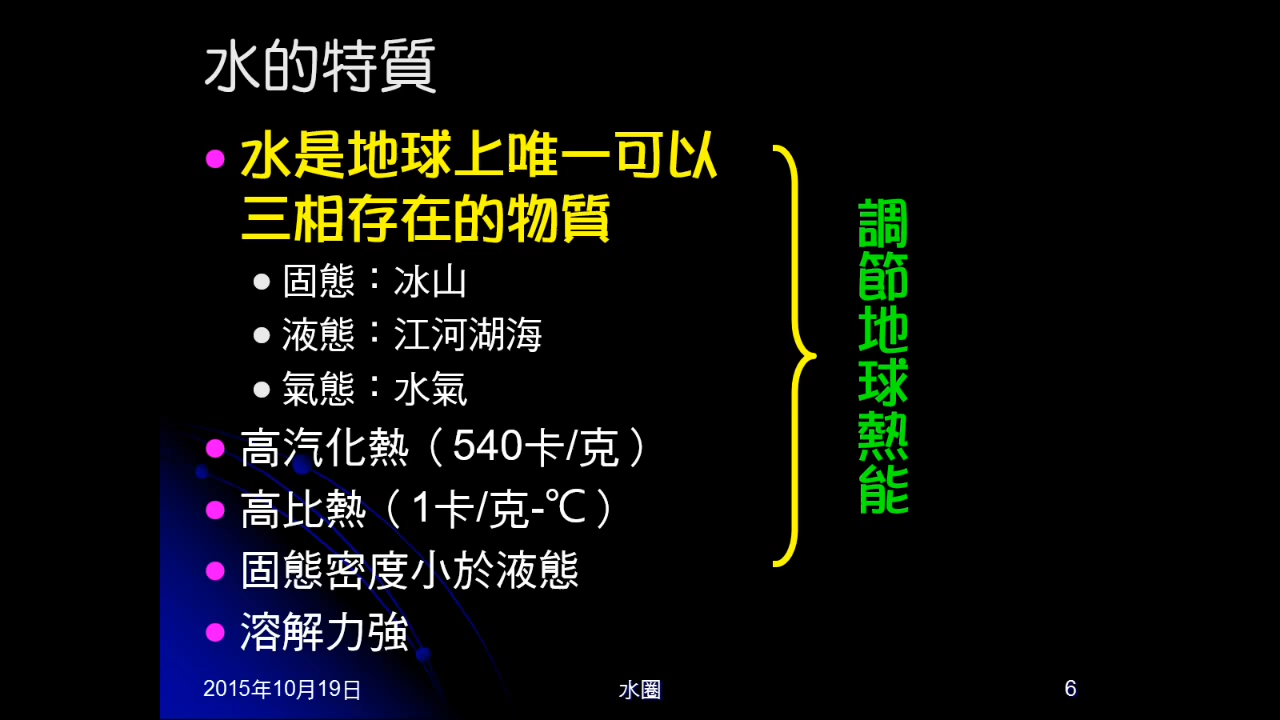 水的特質
水是地球上唯一可以
三相存在的物質
固態：冰山
液態：江河湖海
氣態：水氣
高汽化熱（540卡/克）
高比熱（1卡/克-℃）
固態密度小於液態
溶解力強
調節地球熱能
2015年10月19日
水圈
6